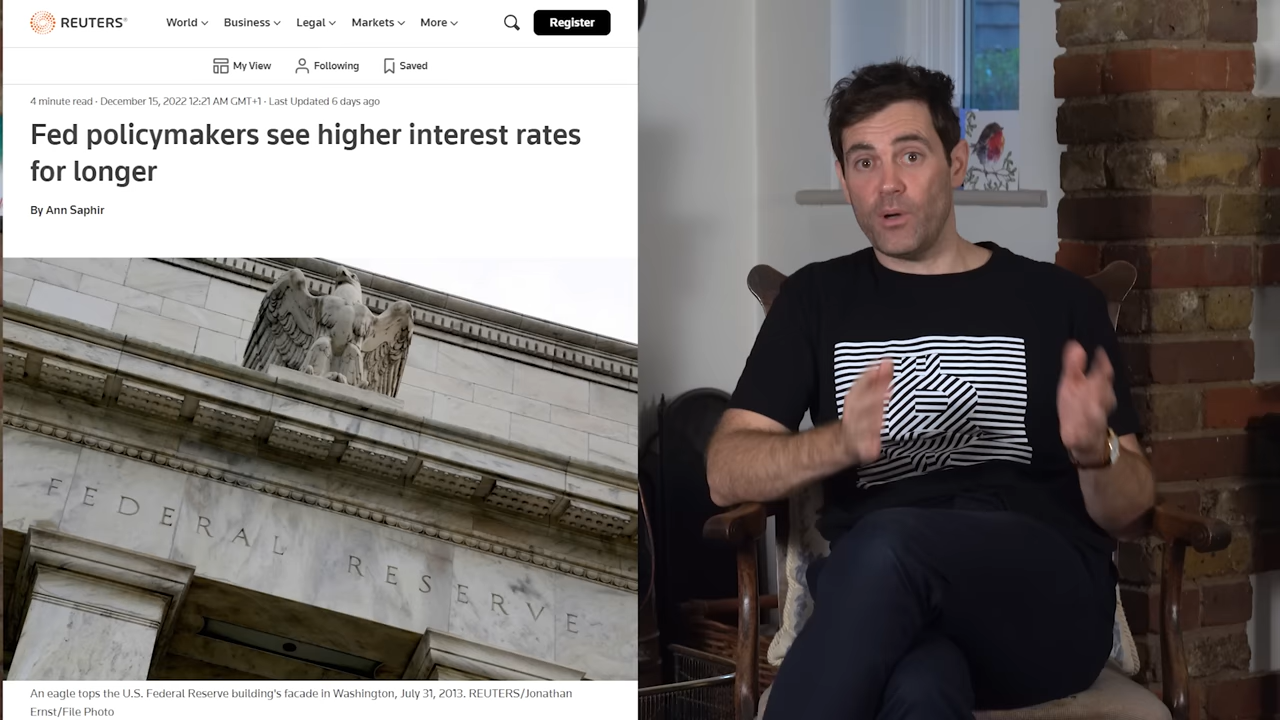 REUTERS®
World
Business
Legal
Markets
More
Register
My View
Following
Saved
4 minute read · December 15, 2022 12:21 AM GMT+1 · Last Updated 6 days ago
Fed policymakers see higher interest rates
for longer
By Ann Saphir
FEDERAL RESERVE
An eagle tops the U.S. Federal Reserve building's facade in Washington, July 31, 2013. REUTERS/Jonathan
Ernst/File Photo